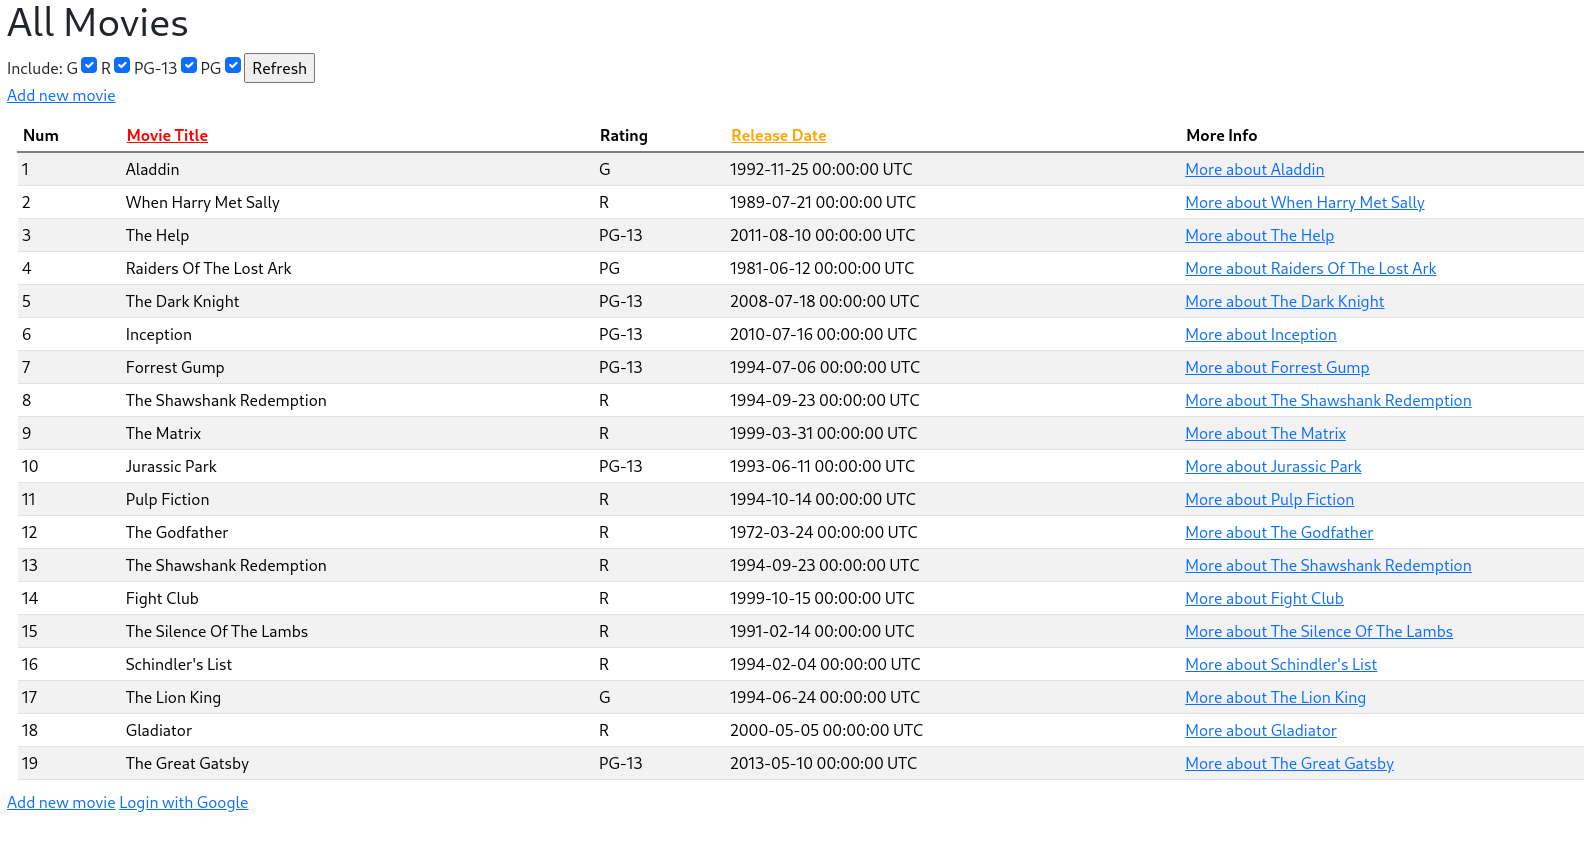 All Movies
Include: G R PG-13 PG Refresh
Add new movie
Num Movie Title Rating Release Date More Info
1 Aladdin G 1992-11-25 00:00:00 UTC More about Aladdin
2 When Harry Met Sally R 1989-07-21 00:00:00 UTC More about When Harry Met Sally
3 The Help PG-13 2011-08-10 00:00:00 UTC More about The Help
4 Raiders Of The Lost Ark PG 1981-06-12 00:00:00 UTC More about Raiders Of The Lost Ark
5 The Dark Knight PG-13 2008-07-18 00:00:00 UTC More about The Dark Knight
6 Inception PG-13 2010-07-16 00:00:00 UTC More about Inception
7 Forrest Gump PG-13 1994-07-06 00:00:00 UTC More about Forrest Gump
8 The Shawshank Redemption R 1994-09-23 00:00:00 UTC More about The Shawshank Redemption
9 The Matrix R 1999-03-31 00:00:00 UTC More about The Matrix
10 Jurassic Park PG-13 1993-06-11 00:00:00 UTC More about Jurassic Park
11 Pulp Fiction R 1994-10-14 00:00:00 UTC More about Pulp Fiction
12 The Godfather R 1972-03-24 00:00:00 UTC More about The Godfather
13 The Shawshank Redemption R 1994-09-23 00:00:00 UTC More about The Shawshank Redemption
14 Fight Club R 1999-10-15 00:00:00 UTC More about Fight Club
15 The Silence Of The Lambs R 1991-02-14 00:00:00 UTC More about The Silence Of The Lambs
16 Schindler's List R 1994-02-04 00:00:00 UTC More about Schindler's List
17 The Lion King G 1994-06-24 00:00:00 UTC More about The Lion King
18 Gladiator R 2000-05-05 00:00:00 UTC More about Gladiator
19 The Great Gatsby PG-13 2013-05-10 00:00:00 UTC More about The Great Gatsby
Add new movie Login with Google